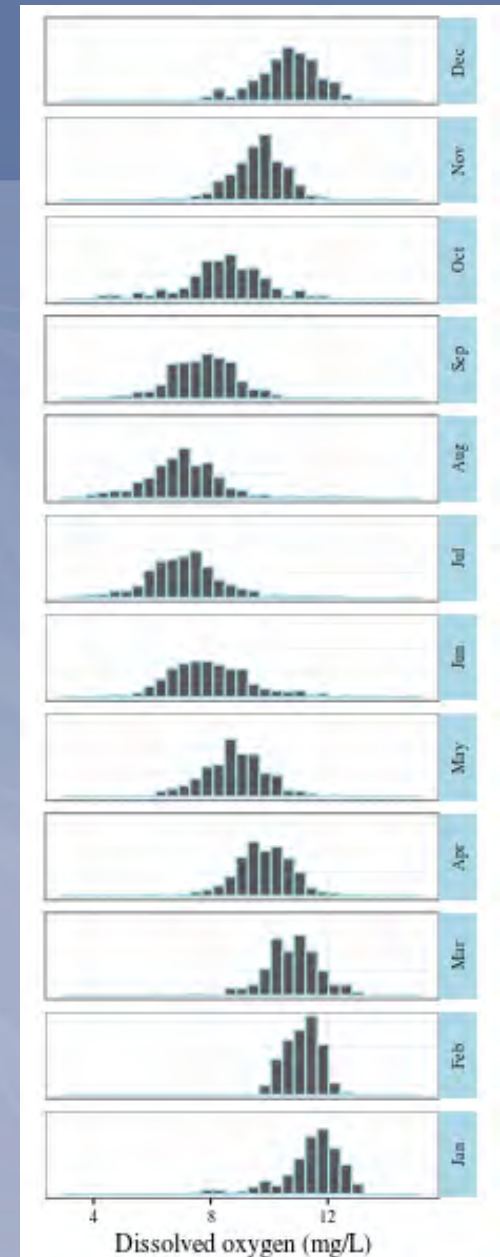 Dec
Nov
Oct
Sep
Aug
Jul
Jun
May
Apr
Mar
Feb
Jan
4 8 12
Dissolved oxygen (mg/L)